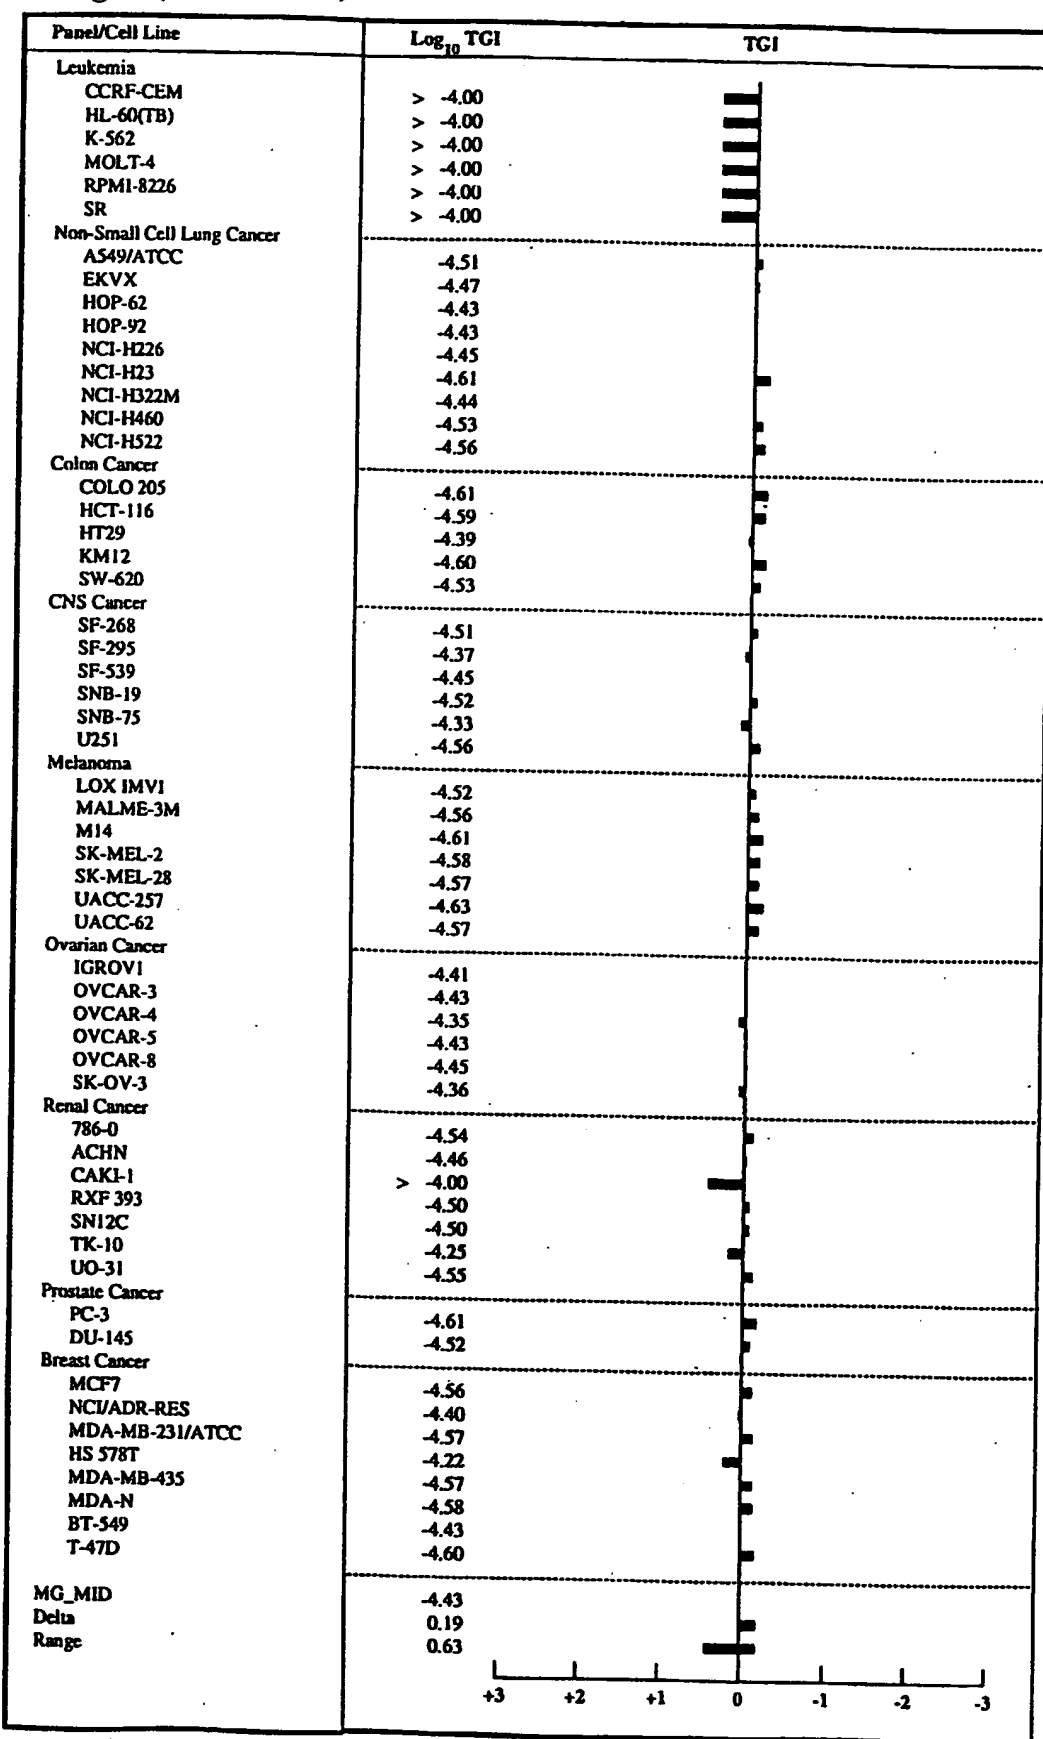 Panel/Cell Line Log10 TGI TGI
Leukemia
CCRF-CEM > -4.00
HL-60(TB) > -4.00
K-562 > -4.00
MOLT-4 > -4.00
RPMI-8226 > -4.00
SR > -4.00
Non-Small Cell Lung Cancer
A549/ATCC -4.51
EKVX -4.47
HOP-62 -4.43
HOP-92 -4.43
NCI-H226 -4.45
NCI-H23 -4.61
NCI-H322M -4.44
NCI-H460 -4.53
NCI-H522 -4.56
Colon Cancer
COLO 205 -4.61
HCT-116 -4.59
HT29 -4.39
KM12 -4.60
SW-620 -4.53
CNS Cancer
SF-268 -4.51
SF-295 -4.37
SF-539 -4.45
SNB-19 -4.52
SNB-75 -4.33
U251 -4.56
Melanoma
LOX IMVI -4.52
MALME-3M -4.56
M14 -4.61
SK-MEL-2 -4.58
SK-MEL-28 -4.57
UACC-257 -4.63
UACC-62 -4.57
Ovarian Cancer
IGROV1 -4.41
OVCAR-3 -4.43
OVCAR-4 -4.35
OVCAR-5 -4.43
OVCAR-8 -4.45
SK-OV-3 -4.36
Renal Cancer
786-0 -4.54
ACHN -4.46
CAKI-1 > -4.00
RXF 393 -4.50
SN12C -4.50
TK-10 -4.25
UO-31 -4.55
Prostate Cancer
PC-3 -4.61
DU-145 -4.52
Breast Cancer
MCF7 -4.56
NCI/ADR-RES -4.40
MDA-MB-231/ATCC -4.57
HS 578T -4.22
MDA-MB-435 -4.57
MDA-N -4.58
BT-549 -4.43
T-47D -4.60
MG_MID -4.43
Delta 0.19
Range 0.63
+3 +2 +1 0 -1 -2 -3